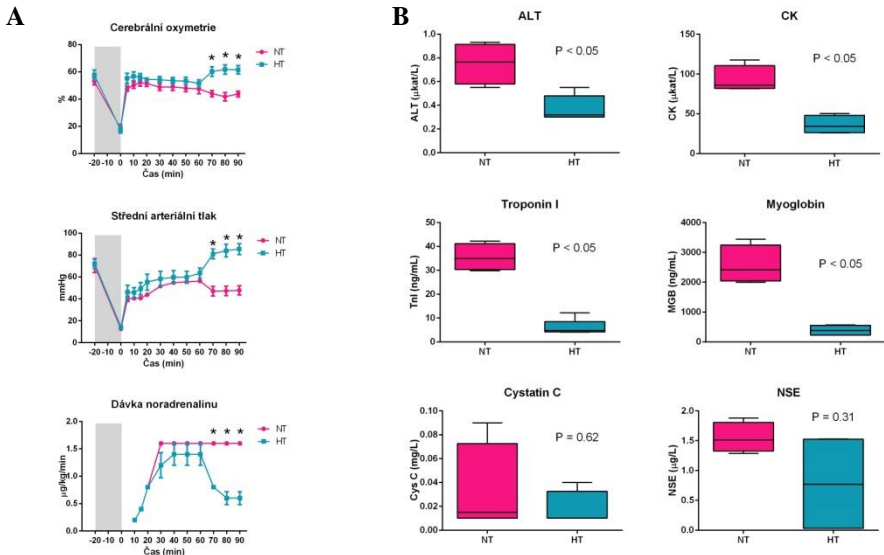 A
Cerebrální oxymetrie
NT
HT
* * *
%
80
60
40
20
0
-20 0 10 20 30 40 50 60 70 80 90
Čas (min)
Střední arteriální tlak
NT
HT
* * *
mmHg
100
80
60
40
20
0
-20 0 10 20 30 40 50 60 70 80 90
Čas (min)
Dávka noradrenalinu
NT
HT
* * *
µg/kg/min
2.0
1.5
1.0
0.5
0.0
-20 0 10 20 30 40 50 60 70 80 90
Čas (min)
B
ALT
P < 0.05
ALT (µkat/L)
1.0
0.8
0.6
0.4
0.2
0.0
NT HT
CK
P < 0.05
CK (µkat/L)
150
100
50
0
NT HT
Troponin I
P < 0.05
TnI (ng/mL)
50
40
30
20
10
0
NT HT
Myoglobin
P < 0.05
MGB (ng/mL)
4000
3000
2000
1000
0
NT HT
Cystatin C
P = 0.62
Cys C (mg/L)
0.10
0.08
0.06
0.04
0.02
0.00
NT HT
NSE
P = 0.31
NSE (µg/L)
2.0
1.5
1.0
0.5
0.0
NT HT